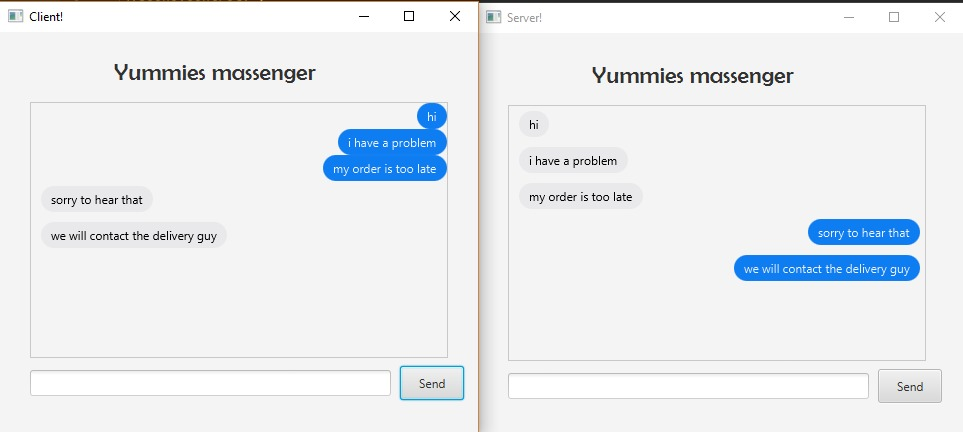 Client!
Yummies massenger
hi
i have a problem
my order is too late
sorry to hear that
we will contact the delivery guy
Send
Server!
Yummies massenger
hi
i have a problem
my order is too late
sorry to hear that
we will contact the delivery guy
Send